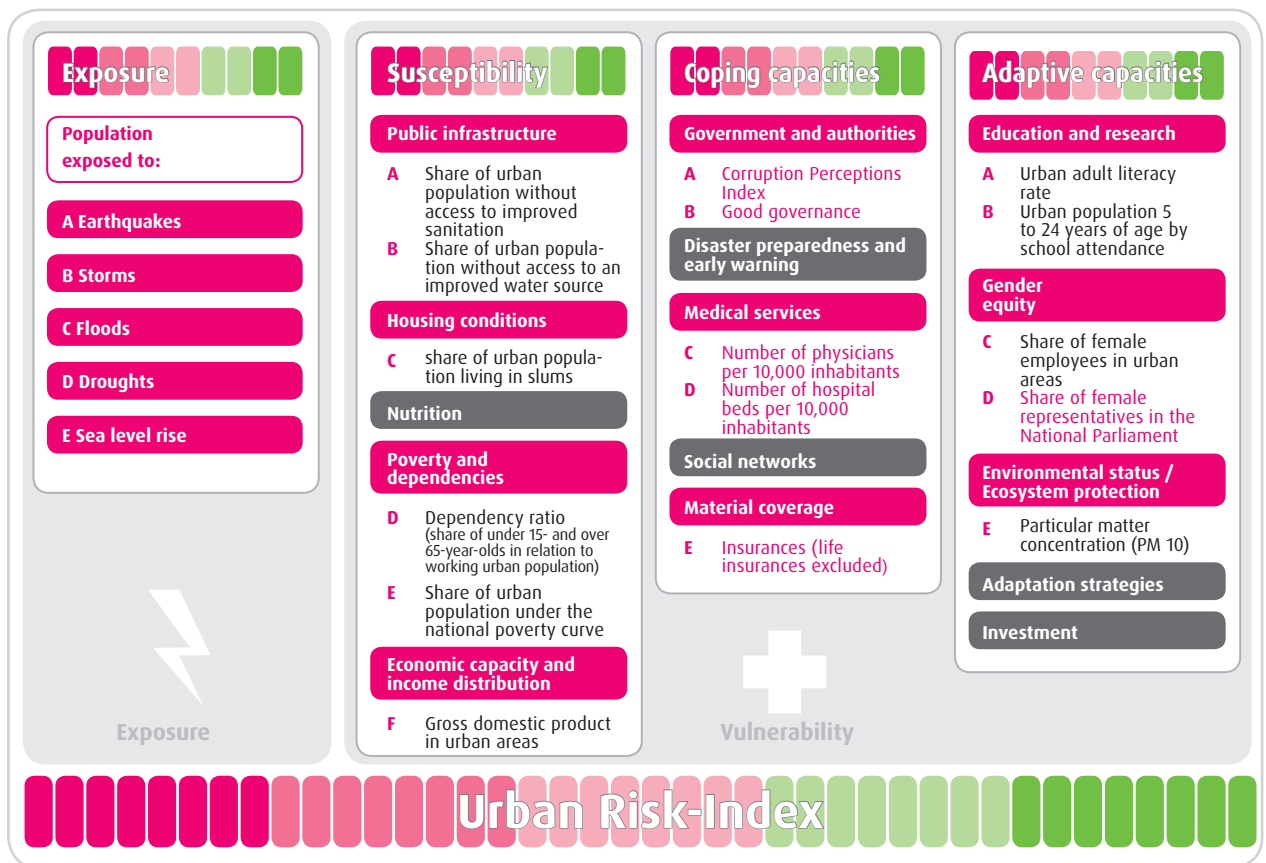 Exposure
Population
exposed to:
A Earthquakes
B Storms
C Floods
D Droughts
E Sea level rise
Exposure
Susceptibility
Public infrastructure
A Share of urban
population without
access to improved
sanitation
B Share of urban popula-
tion without access to an
improved water source
Housing conditions
C share of urban popula-
tion living in slums
Nutrition
Poverty and
dependencies
D Dependency ratio
(share of under 15- and over
65-year-olds in relation to
working urban population)
E Share of urban
population under the
national poverty curve
Economic capacity and
income distribution
F Gross domestic product
in urban areas
Coping capacities
Government and authorities
A Corruption Perceptions
Index
B Good governance
Disaster preparedness and
early warning
Medical services
C Number of physicians
per 10,000 inhabitants
D Number of hospital
beds per 10,000
inhabitants
Social networks
Material coverage
E Insurances (life
insurances excluded)
Vulnerability
Adaptive capacities
Education and research
A Urban adult literacy
rate
B Urban population 5
to 24 years of age by
school attendance
Gender
equity
C Share of female
employees in urban
areas
D Share of female
representatives in the
National Parliament
Environmental status /
Ecosystem protection
E Particular matter
concentration (PM 10)
Adaptation strategies
Investment
Urban Risk-Index